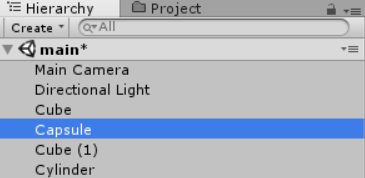 Hierarchy Project
Create All
main*
Main Camera
Directional Light
Cube
Capsule
Cube (1)
Cylinder